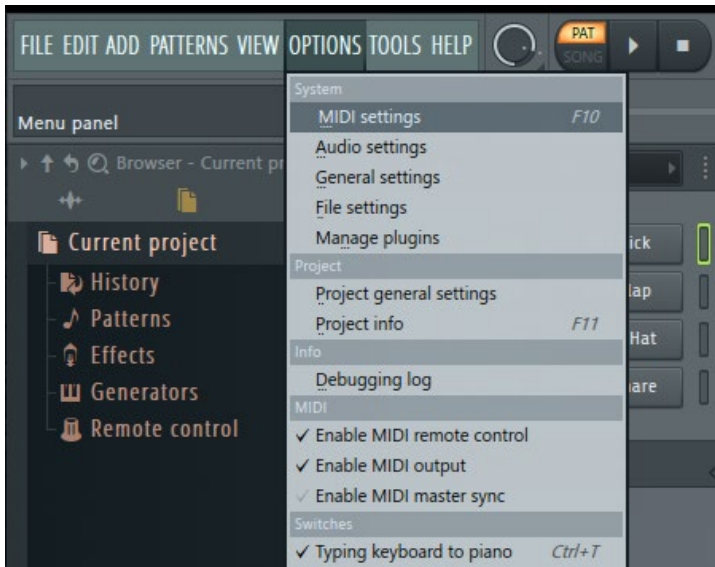 FILE EDIT ADD PATTERNS VIEW OPTIONS TOOLS HELP
PAT
SONG
Menu panel
Browser - Current pr
Current project
History
Patterns
Effects
Generators
Remote control
System
MIDI settings F10
Audio settings
General settings
File settings
Manage plugins
Project
Project general settings
Project info F11
Info
Debugging log
MIDI
Enable MIDI remote control
Enable MIDI output
Enable MIDI master sync
Switches
Typing keyboard to piano Ctrl+T
ick
lap
Hat
are